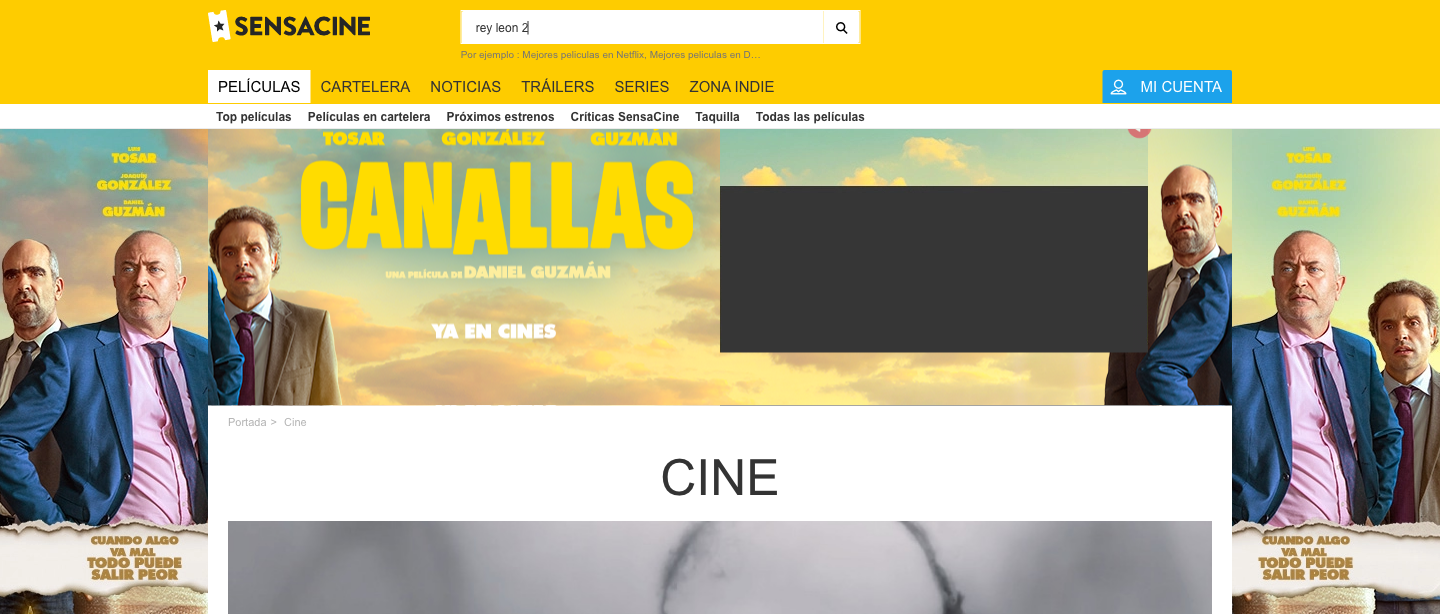 SENSACINE
rey leon 2
Por ejemplo : Mejores películas en Netflix, Mejores películas en D…
PELÍCULAS CARTELERA NOTICIAS TRÁILERS SERIES ZONA INDIE MI CUENTA
Top películas Películas en cartelera Próximos estrenos Críticas SensaCine Taquilla Todas las películas
TOSAR GONZÁLEZ GUZMÁN
CANALLAS
UNA PELÍCULA DE DANIEL GUZMÁN
YA EN CINES
LUIS
TOSAR
JOAQUÍN
GONZÁLEZ
DANIEL
GUZMÁN
CUANDO ALGO
VA MAL
TODO PUEDE
SALIR PEOR
LUIS
TOSAR
JOAQUÍN
GONZÁLEZ
DANIEL
GUZMÁN
CUANDO ALGO
VA MAL
TODO PUEDE
SALIR PEOR
Portada > Cine
CINE